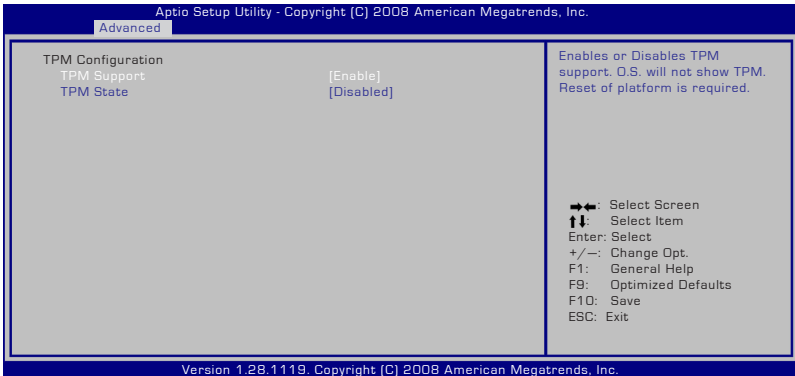 Aptio Setup Utility - Copyright (C) 2008 American Megatrends, Inc.
Advanced
TPM Configuration
TPM Support [Enable]
TPM State [Disabled]
Enables or Disables TPM
support. O.S. will not show TPM.
Reset of platform is required.
→←: Select Screen
↑↓: Select Item
Enter: Select
+/—: Change Opt.
F1: General Help
F9: Optimized Defaults
F10: Save
ESC: Exit
Version 1.28.1119. Copyright (C) 2008 American Megatrends, Inc.